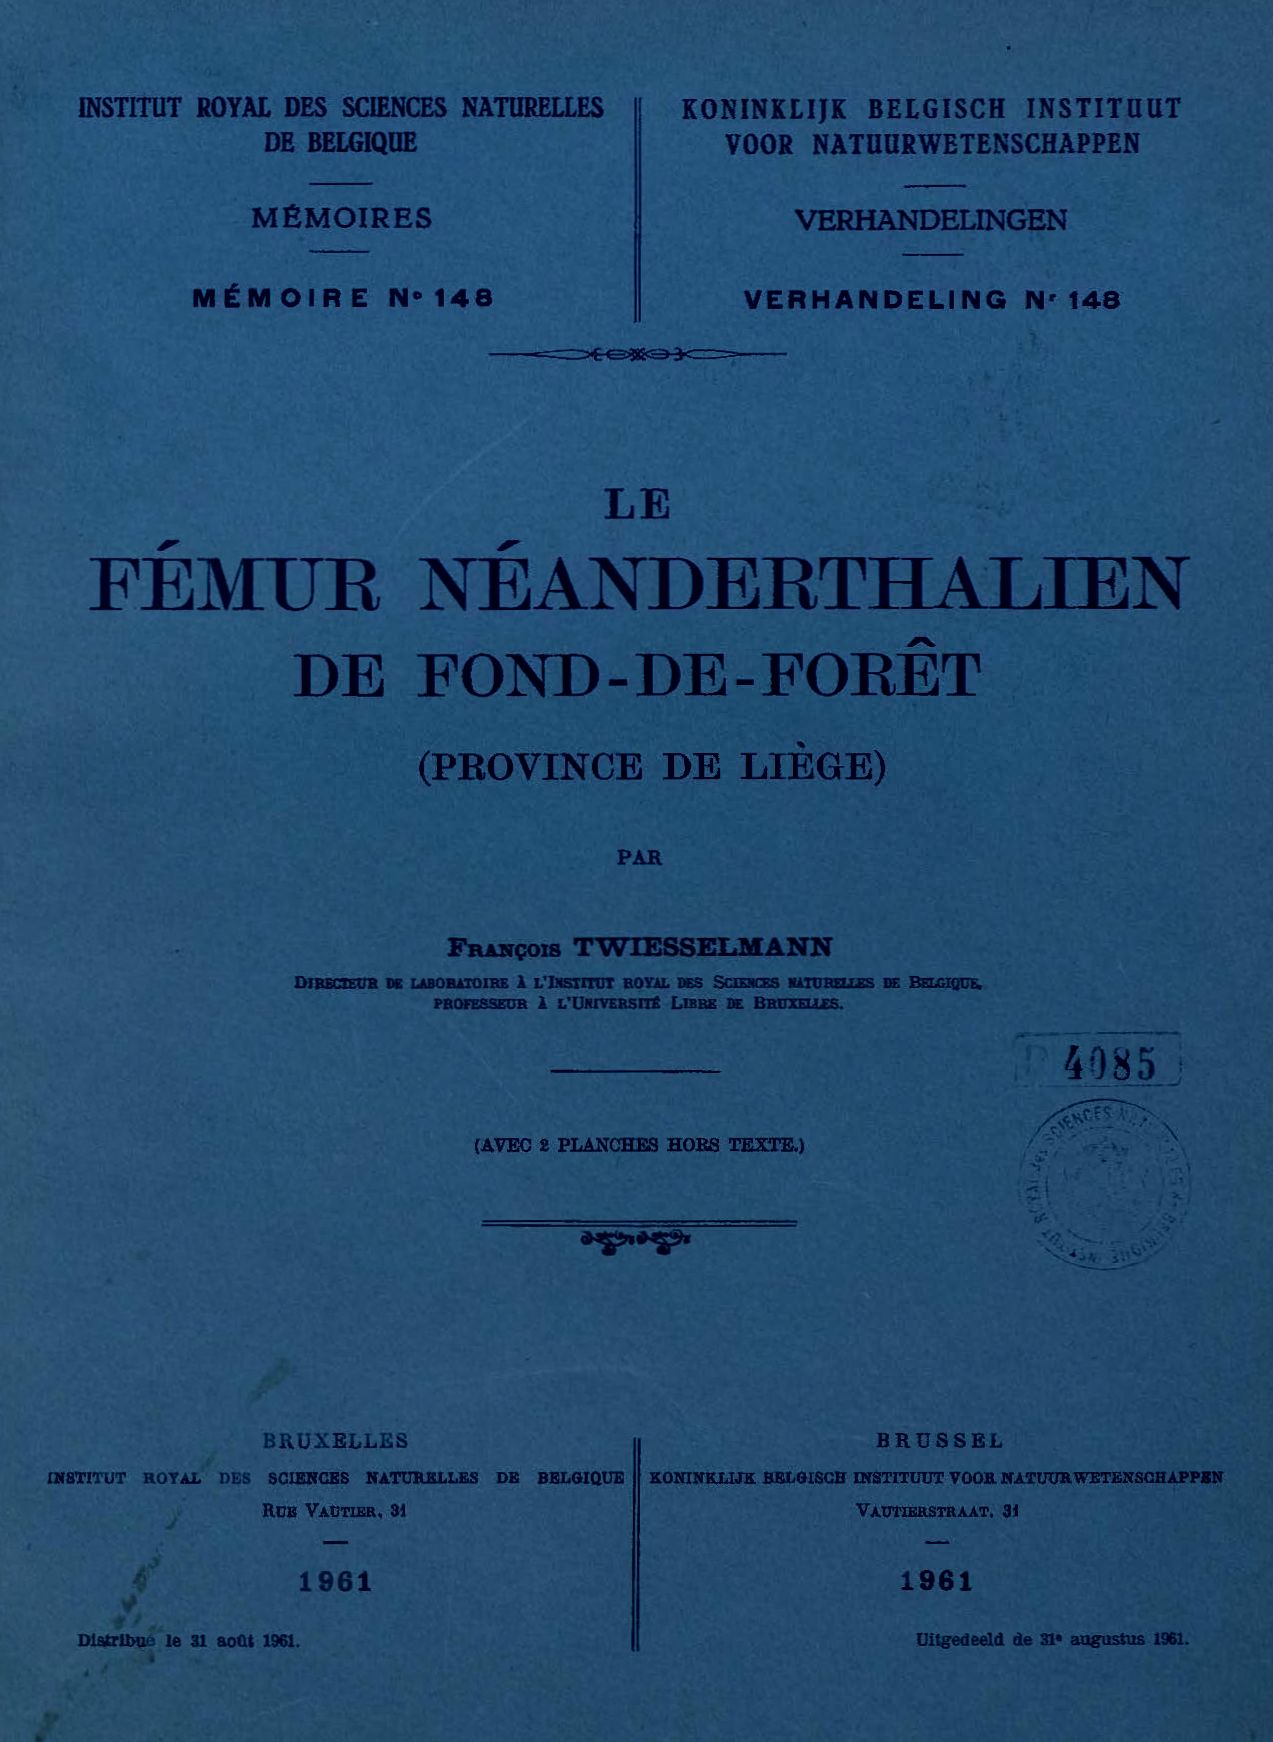 INSTITUT ROYAL DES SCIENCES NATURELLES
DE BELGIQUE
MÉMOIRES
MÉMOIRE Nº 148
KONINKLIJK BELGISCH INSTITUUT
VOOR NATUURWETENSCHAPPEN
VERHANDELINGEN
VERHANDELING Nr 148
LE
FÉMUR NÉANDERTHALIEN
DE FOND-DE-FORÊT
(PROVINCE DE LIÈGE)
PAR
FRANÇOIS TWIESSELMANN
DIRECTEUR DE LABORATOIRE À L'INSTITUT ROYAL DES SCIENCES NATURELLES DE BELGIQUE,
PROFESSEUR À L'UNIVERSITÉ LIBRE DE BRUXELLES.
4085
(AVEC 2 PLANCHES HORS TEXTE.)
BRUXELLES
INSTITUT ROYAL DES SCIENCES NATURELLES DE BELGIQUE
RUE VAUTIER, 31
1961
Distribué le 31 août 1961.
BRUSSEL
KONINKLIJK BELGISCH INSTITUUT VOOR NATUURWETENSCHAPPEN
VAUTIERSTRAAT, 31
1961
Uitgedeeld de 31e augustus 1961.